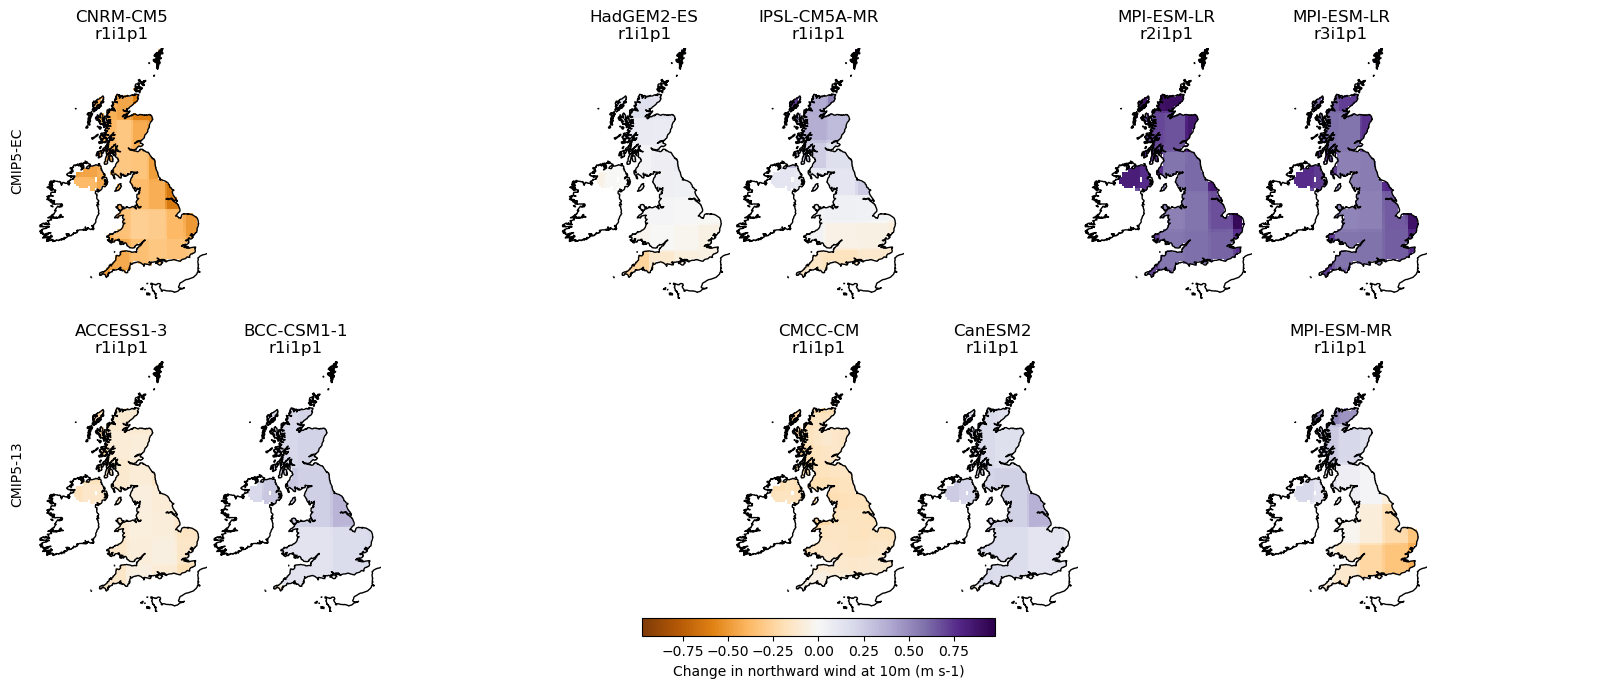 CNRM-CM5
r1i1p1
HadGEM2-ES
r1i1p1
IPSL-CM5A-MR
r1i1p1
MPI-ESM-LR
r2i1p1
MPI-ESM-LR
r3i1p1
CMIP5-EC
ACCESS1-3
r1i1p1
BCC-CSM1-1
r1i1p1
CMCC-CM
r1i1p1
CanESM2
r1i1p1
MPI-ESM-MR
r1i1p1
CMIP5-13
−0.75 −0.50 −0.25 0.00 0.25 0.50 0.75
Change in northward wind at 10m (m s-1)